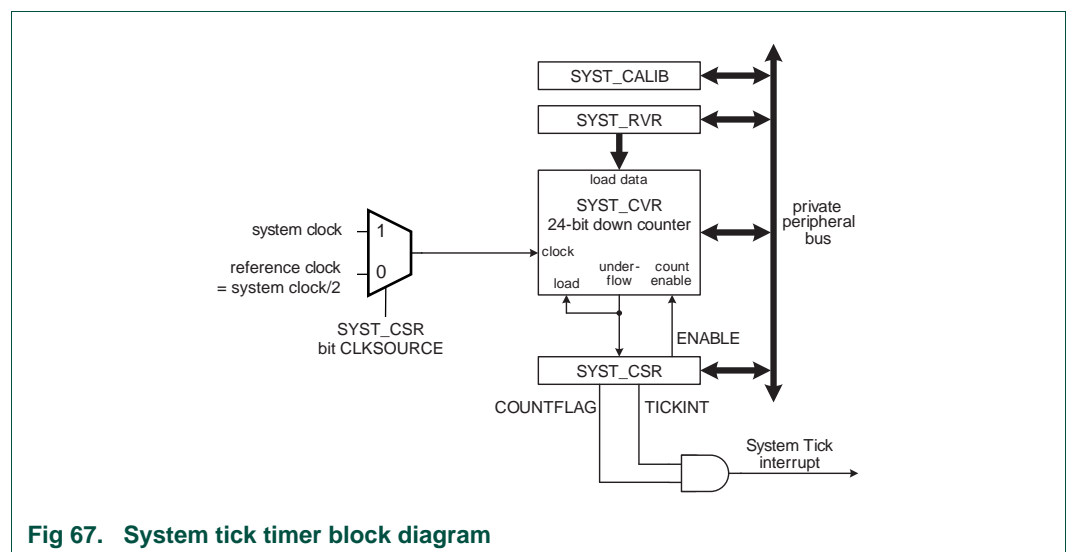 SYST_CALIB
SYST_RVR
load data
SYST_CVR
24-bit down counter
private
peripheral
bus
system clock
1
clock
reference clock
= system clock/2
0
under-
flow
count
enable
load
SYST_CSR
bit CLKSOURCE
ENABLE
SYST_CSR
COUNTFLAG
TICKINT
System Tick
interrupt
Fig 67. System tick timer block diagram